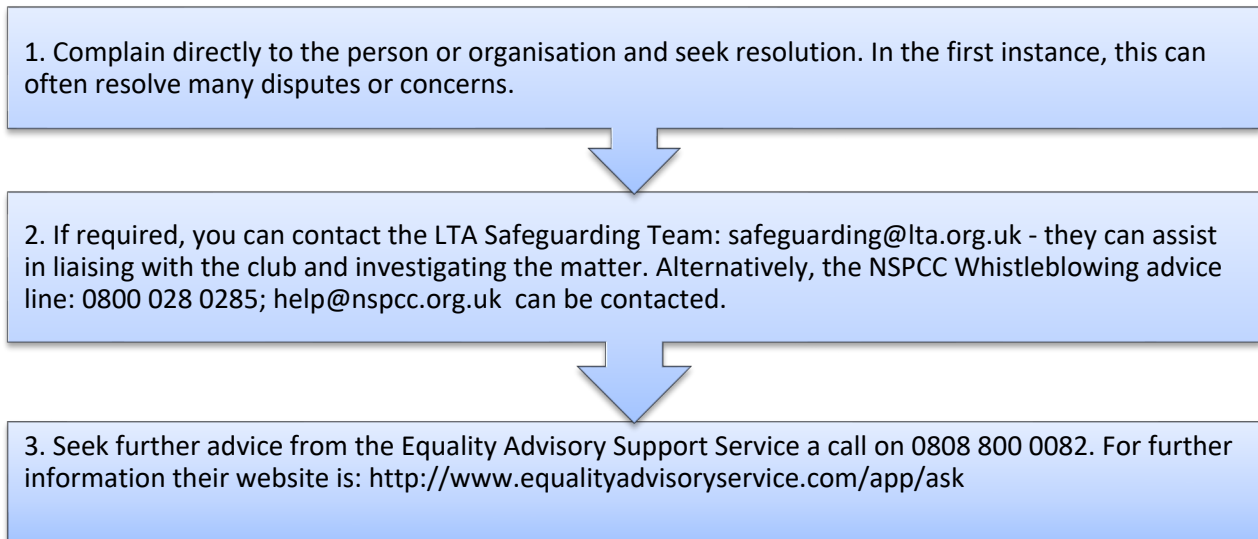 1. Complain directly to the person or organisation and seek resolution. In the first instance, this can
often resolve many disputes or concerns.
2. If required, you can contact the LTA Safeguarding Team: safeguarding@lta.org.uk - they can assist
in liaising with the club and investigating the matter. Alternatively, the NSPCC Whistleblowing advice
line: 0800 028 0285; help@nspcc.org.uk  can be contacted.
3. Seek further advice from the Equality Advisory Support Service a call on 0808 800 0082. For further
information their website is: http://www.equalityadvisoryservice.com/app/ask